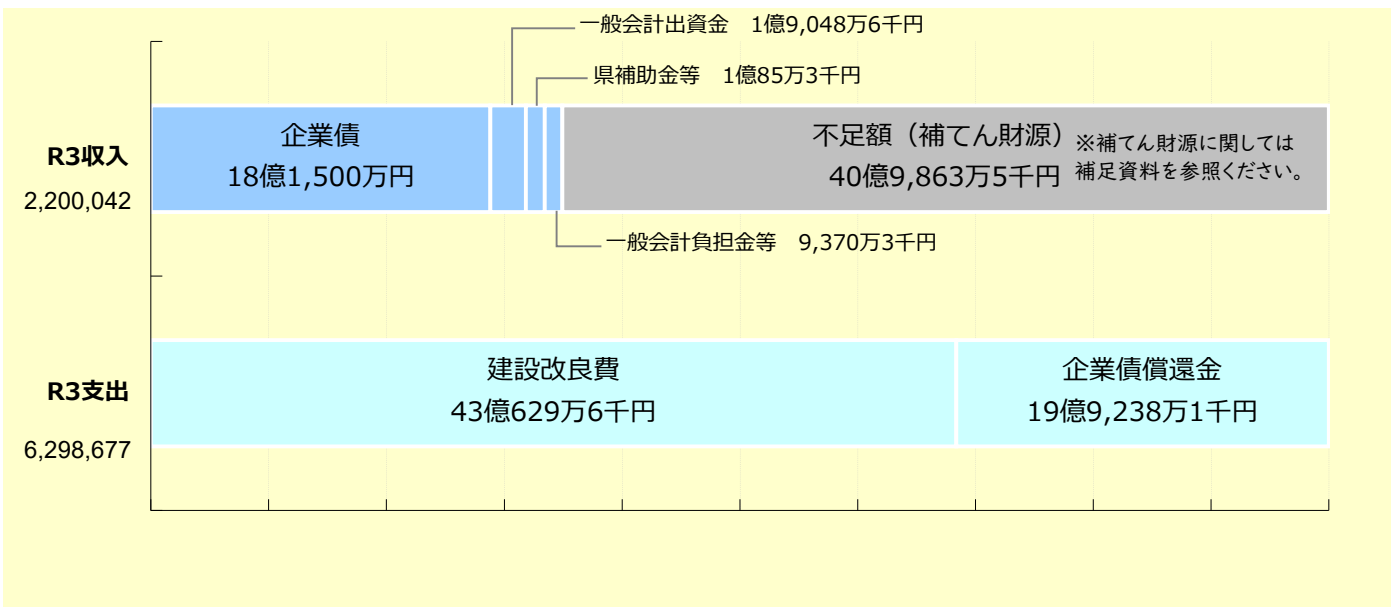 一般会計出資金　1億9,048万6千円
県補助金等　1億85万3千円
R3収入
2,200,042
企業債
18億1,500万円
不足額（補てん財源）
40億9,863万5千円
※補てん財源に関しては
補足資料を参照ください。
一般会計負担金等　9,370万3千円
R3支出
6,298,677
建設改良費
43億629万6千円
企業債償還金
19億9,238万1千円